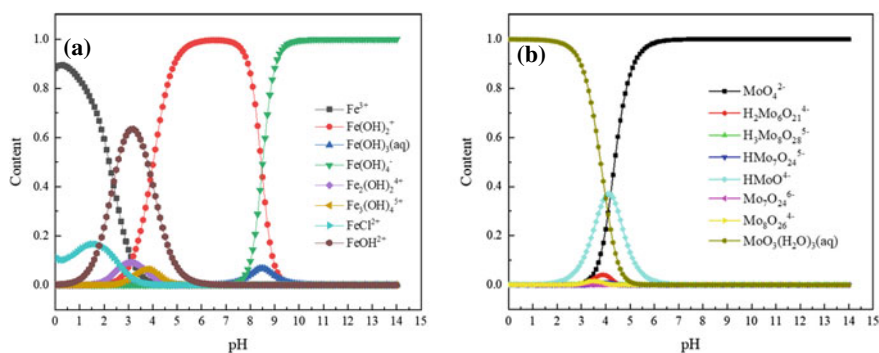 (a)
1.0
0.8
0.6
0.4
0.2
0.0
Content
0 1 2 3 4 5 6 7 8 9 10 11 12 13 14 15
pH
Fe³⁺
Fe(OH)₂⁺
Fe(OH)₃(aq)
Fe(OH)₄⁻
Fe₂(OH)₂⁴⁺
Fe₃(OH)₄⁵⁺
FeCl²⁺
FeOH²⁺
(b)
1.0
0.8
0.6
0.4
0.2
0.0
Content
0 1 2 3 4 5 6 7 8 9 10 11 12 13 14 15
pH
MoO₄²⁻
H₂Mo₆O₂₁⁴⁻
H₃Mo₈O₂₈⁵⁻
HMo₇O₂₄⁵⁻
HMoO⁴⁻
Mo₇O₂₄⁶⁻
Mo₈O₂₆⁴⁻
MoO₃(H₂O)₃(aq)